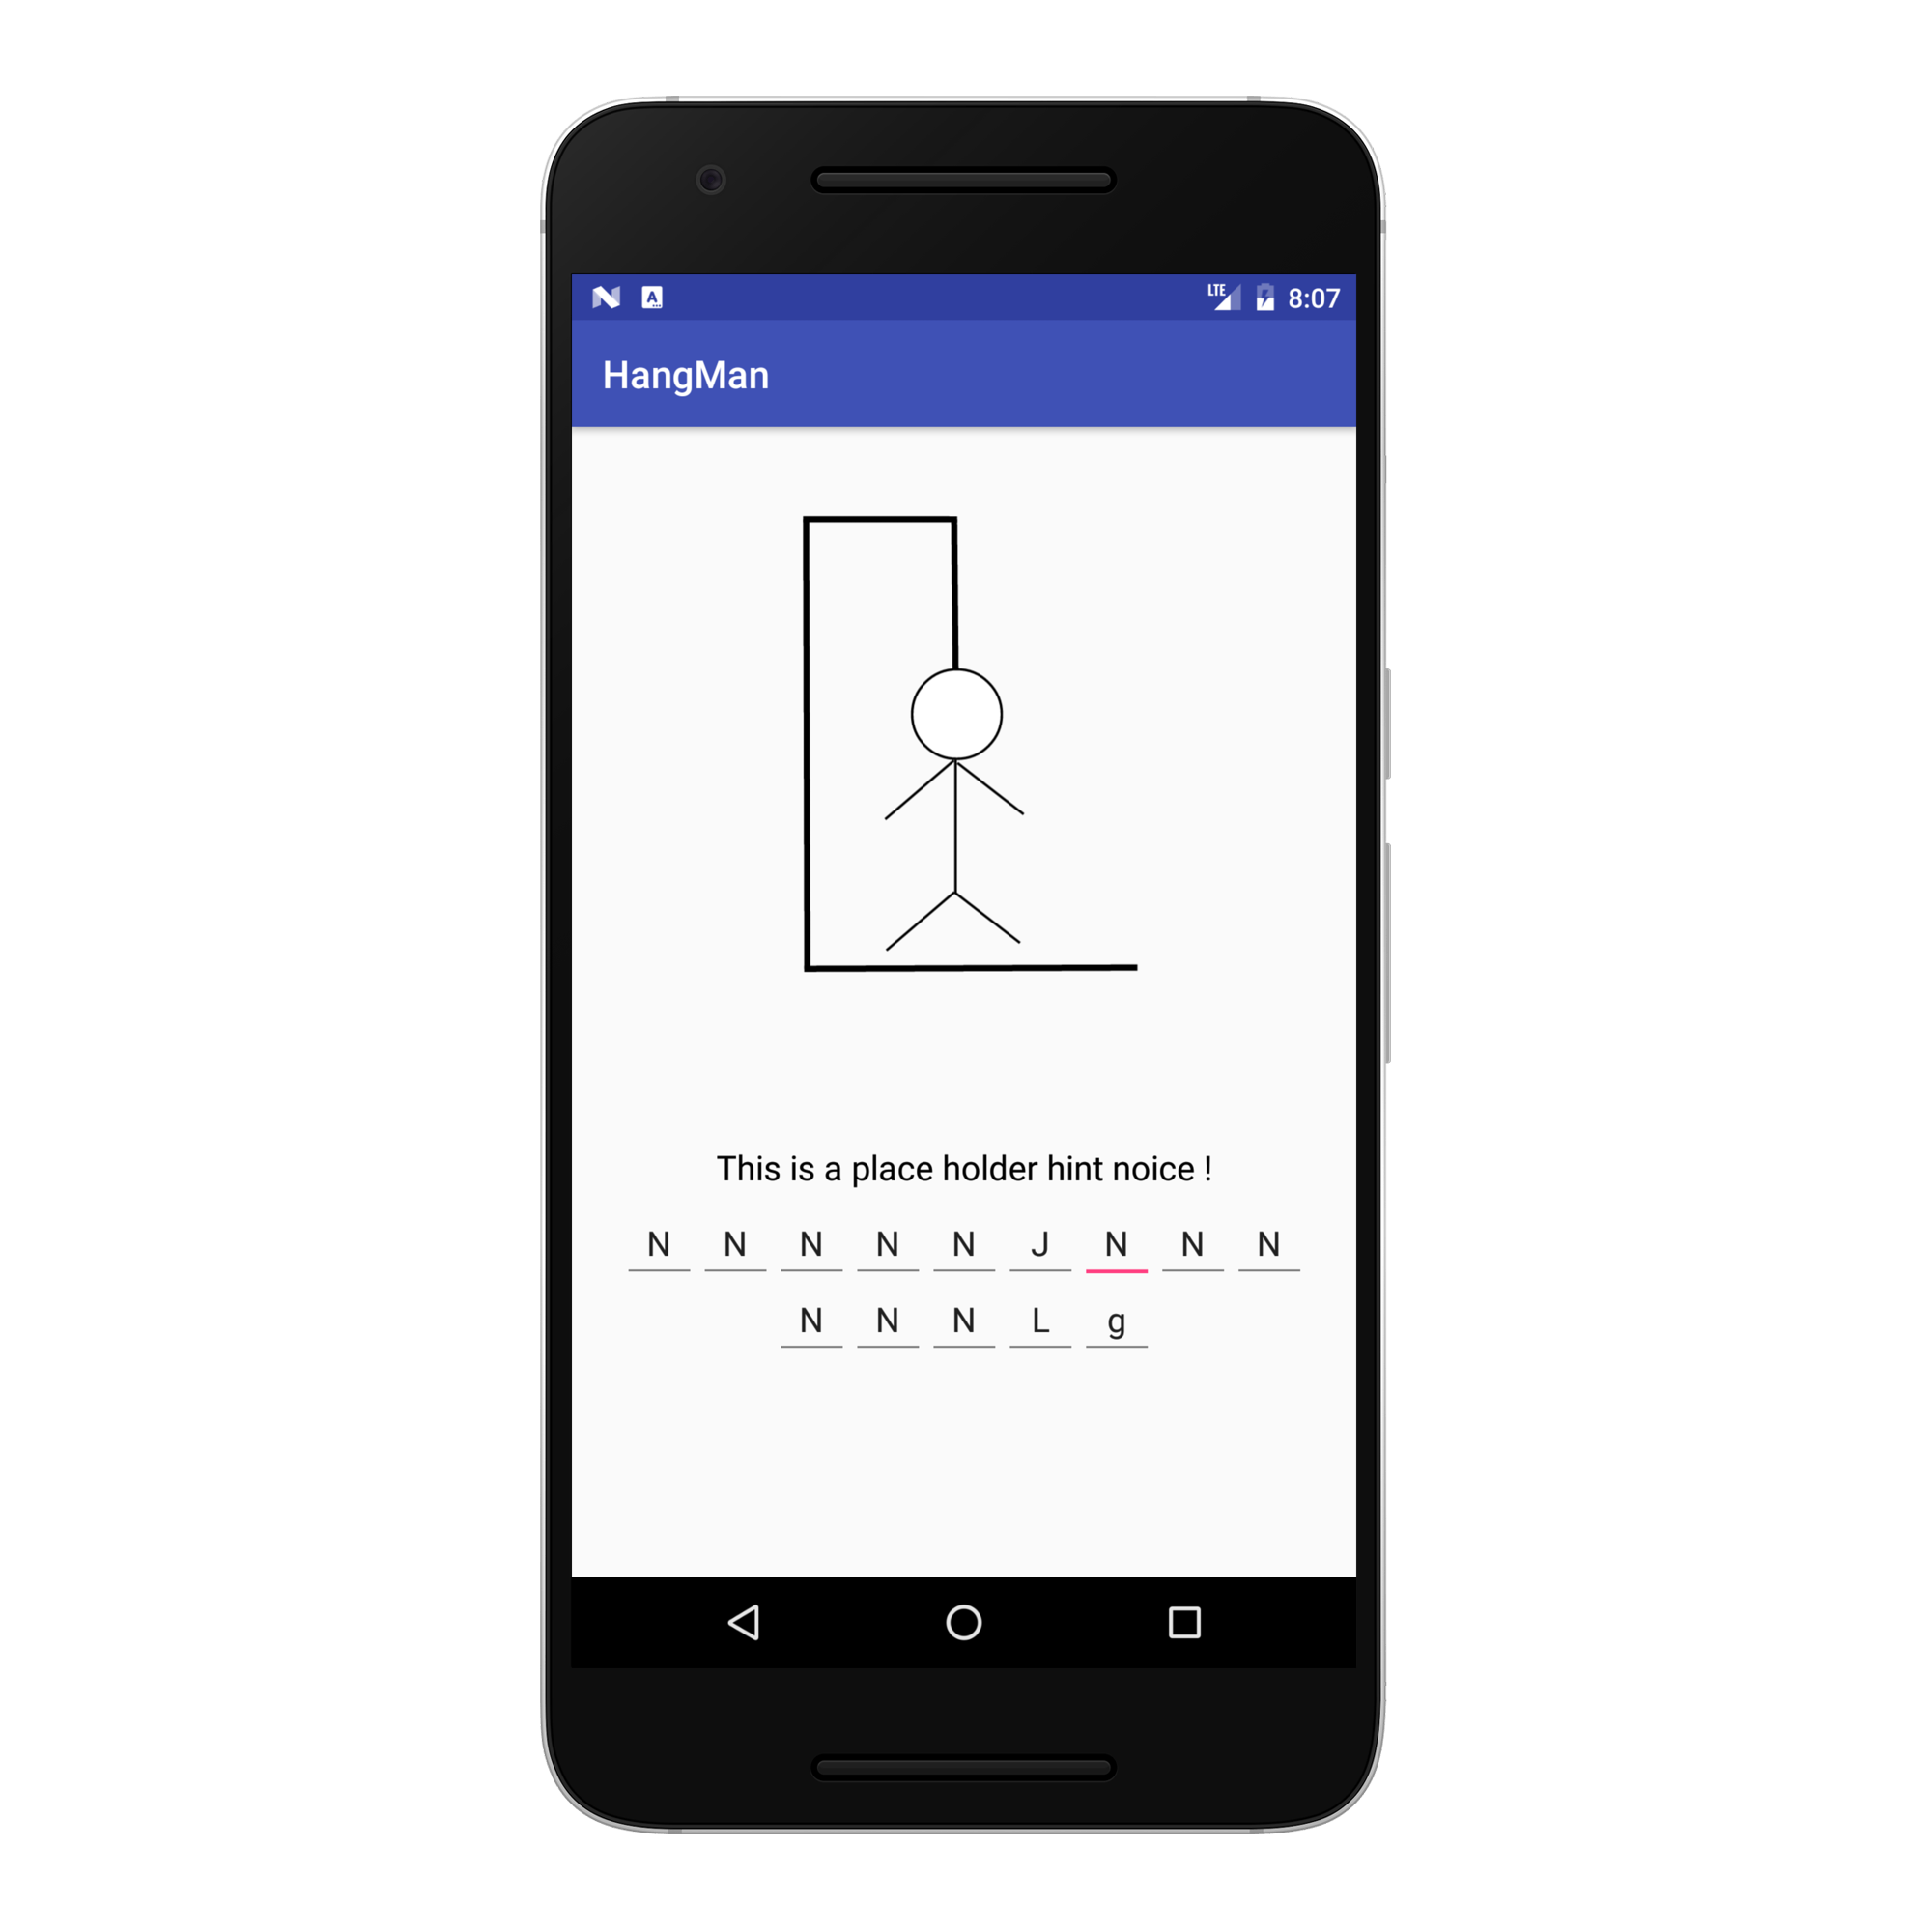 LTE 8:07
HangMan
This is a place holder hint noice !
N N N N N J N N N
N N N L g